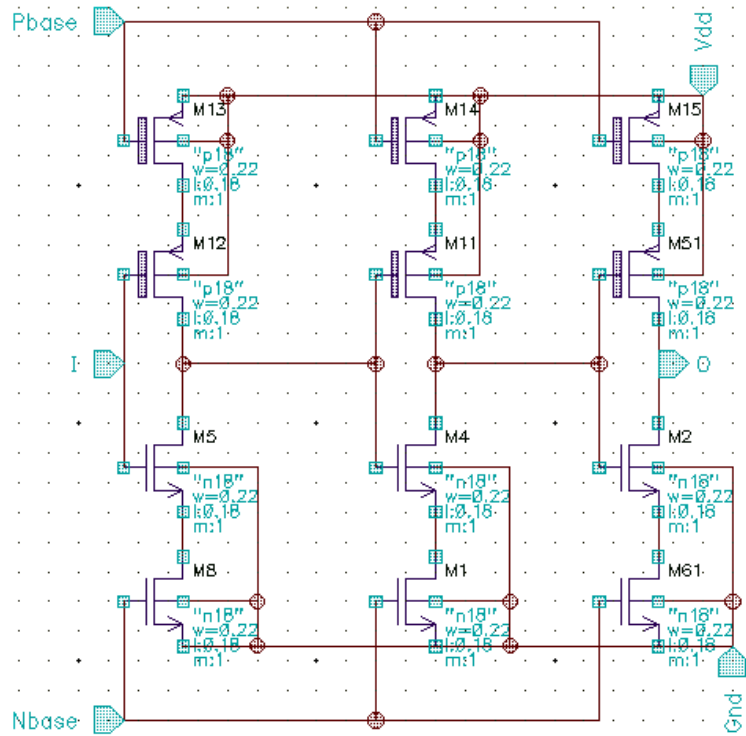 Pbase
Vdd
M13
"p18"
w=0.22
l:0.18
m:1
M14
"p18"
w=0.22
l:0.18
m:1
M15
"p18"
w=0.22
l:0.18
m:1
M12
"p18"
w=0.22
l:0.18
m:1
M11
"p18"
w=0.22
l:0.18
m:1
M51
"p18"
w=0.22
l:0.18
m:1
I
O
M5
"n18"
w=0.22
l:0.18
m:1
M4
"n18"
w=0.22
l:0.18
m:1
M2
"n18"
w=0.22
l:0.18
m:1
M8
"n18"
w=0.22
l:0.18
m:1
M1
"n18"
w=0.22
l:0.18
m:1
M61
"n18"
w=0.22
l:0.18
m:1
Nbase
Gnd